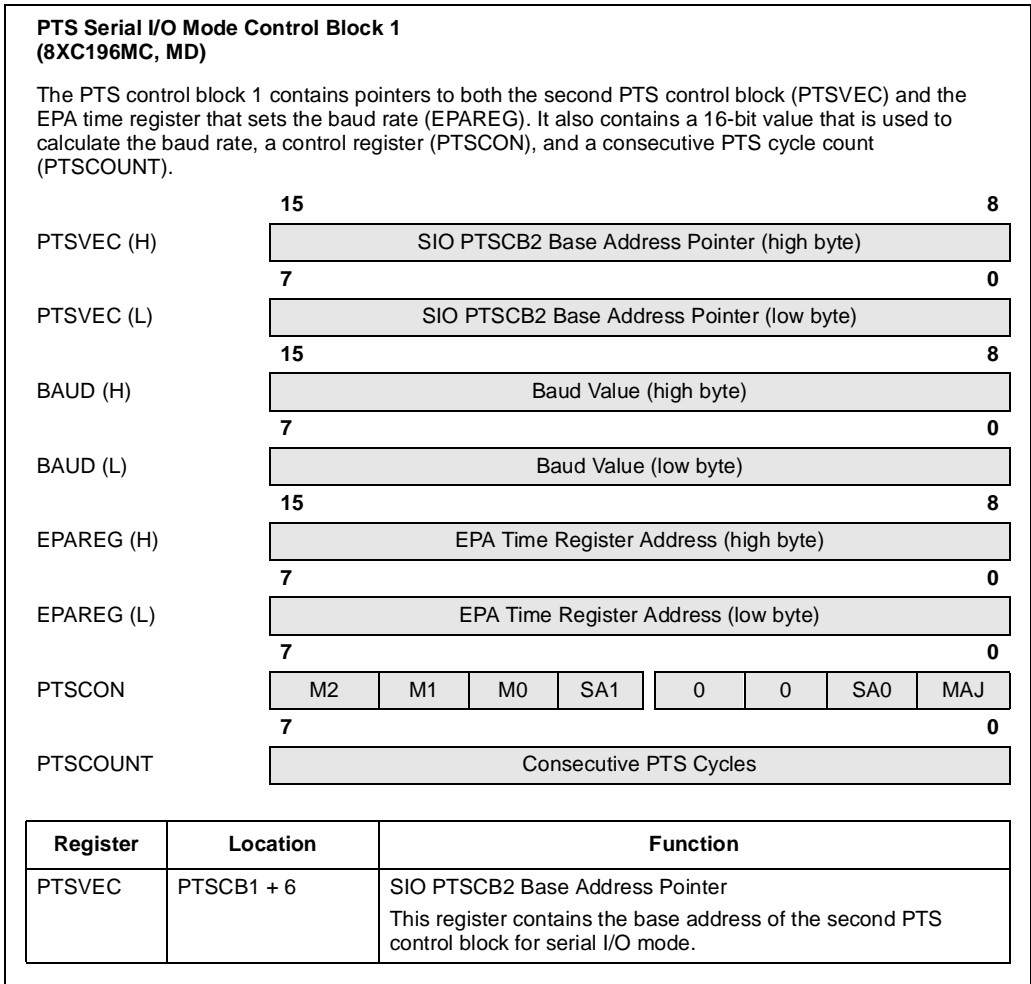 PTS Serial I/O Mode Control Block 1
(8XC196MC, MD)
The PTS control block 1 contains pointers to both the second PTS control block (PTSVEC) and the
EPA time register that sets the baud rate (EPAREG). It also contains a 16-bit value that is used to
calculate the baud rate, a control register (PTSCON), and a consecutive PTS cycle count
(PTSCOUNT).
15 8
PTSVEC (H) SIO PTSCB2 Base Address Pointer (high byte)
7 0
PTSVEC (L) SIO PTSCB2 Base Address Pointer (low byte)
15 8
BAUD (H) Baud Value (high byte)
7 0
BAUD (L) Baud Value (low byte)
15 8
EPAREG (H) EPA Time Register Address (high byte)
7 0
EPAREG (L) EPA Time Register Address (low byte)
7 0
PTSCON M2 M1 M0 SA1 0 0 SA0 MAJ
7 0
PTSCOUNT Consecutive PTS Cycles
Register Location Function
PTSVEC PTSCB1 + 6 SIO PTSCB2 Base Address Pointer
This register contains the base address of the second PTS
control block for serial I/O mode.